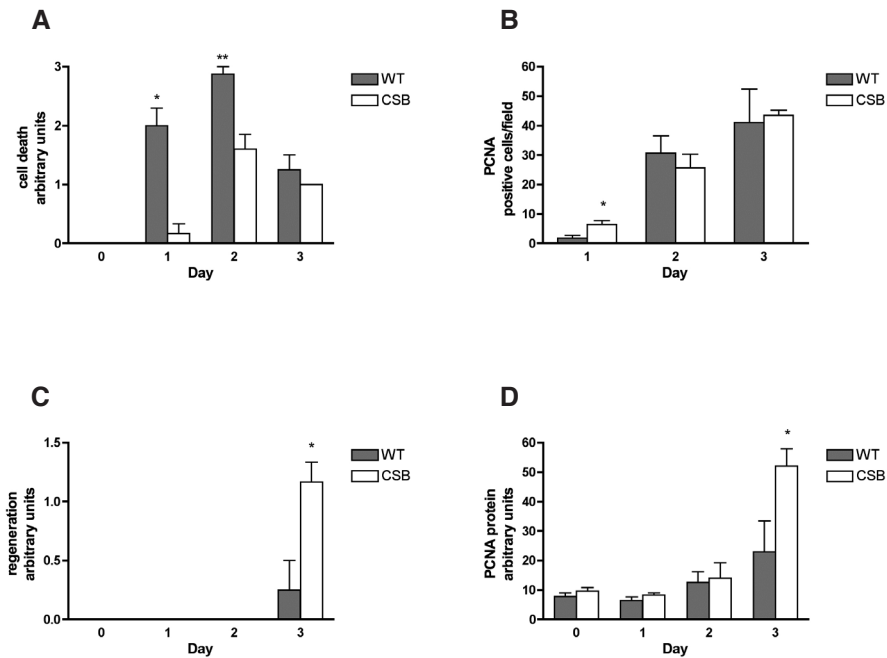 A
cell death
arbitrary units
3
2
1
0
*
**
0 1 2 3
Day
WT
CSB
B
PCNA
positive cells/field
60
50
40
30
20
10
0
*
1 2 3
Day
WT
CSB
C
regeneration
arbitrary units
1.5
1.0
0.5
0.0
*
0 1 2 3
Day
WT
CSB
D
PCNA protein
arbitrary units
60
50
40
30
20
10
0
*
0 1 2 3
Day
WT
CSB